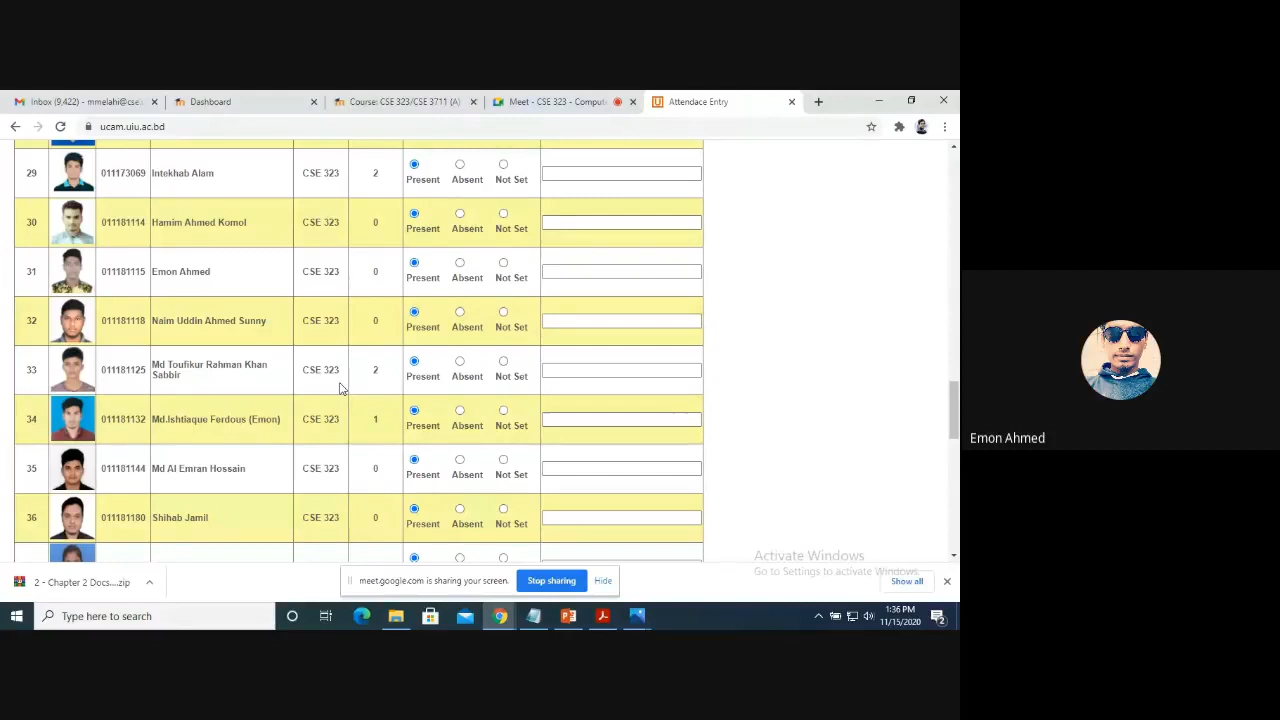 Inbox (9,422) - mmelahi@cse. Dashboard Course: CSE 323/CSE 3711 (A) Meet - CSE 323 - Comput Attendace Entry
ucam.uiu.ac.bd
29 011173069 Intekhab Alam CSE 323 2 Present Absent Not Set
30 011181114 Hamim Ahmed Komol CSE 323 0 Present Absent Not Set
31 011181115 Emon Ahmed CSE 323 0 Present Absent Not Set
32 011181118 Naim Uddin Ahmed Sunny CSE 323 0 Present Absent Not Set
33 011181125 Md Toufikur Rahman Khan
Sabbir CSE 323 2 Present Absent Not Set
34 011181132 Md.Ishtiaque Ferdous (Emon) CSE 323 1 Present Absent Not Set
35 011181144 Md Al Emran Hossain CSE 323 0 Present Absent Not Set
36 011181180 Shihab Jamil CSE 323 0 Present Absent Not Set
Activate Windows
Go to Settings to activate Windows.
2 - Chapter 2 Docs....zip
meet.google.com is sharing your screen. Stop sharing Hide
Show all
Type here to search
1:36 PM
11/15/2020
2
Emon Ahmed